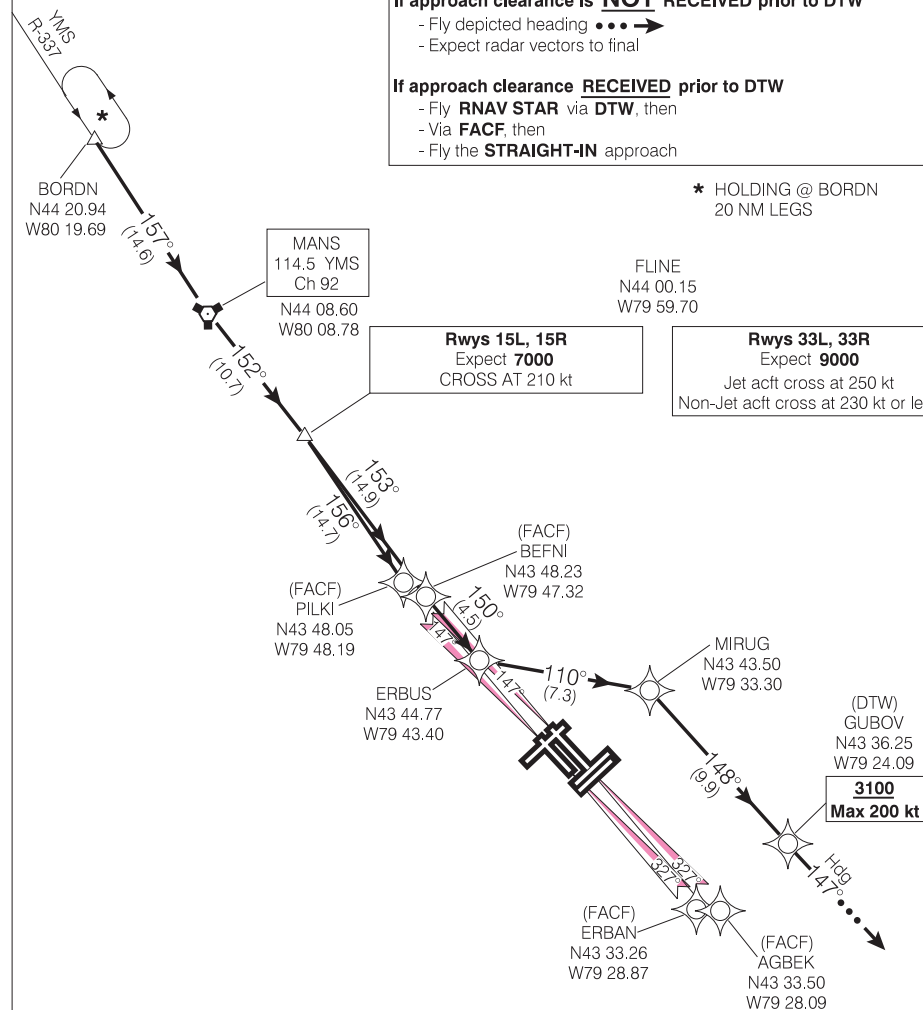 If approach clearance is NOT RECEIVED prior to DTW
- Fly depicted heading
- Expect radar vectors to final
If approach clearance RECEIVED prior to DTW
- Fly RNAV STAR via DTW, then
- Via FACF, then
- Fly the STRAIGHT-IN approach
YMS
R-337
*
BORDN
N44 20.94
W80 19.69
* HOLDING @ BORDN
20 NM LEGS
157°
(14.6)
MANS
114.5 YMS
Ch 92
N44 08.60
W80 08.78
FLINE
N44 00.15
W79 59.70
Rwys 15L, 15R
Expect 7000
CROSS AT 210 kt
Rwys 33L, 33R
Expect 9000
Jet acft cross at 250 kt
Non-Jet acft cross at 230 kt or le
152°
(10.7)
153°
(14.9)
156°
(14.7)
(FACF)
BEFNI
N43 48.23
W79 47.32
(FACF)
PILKI
N43 48.05
W79 48.19
150°
(4.5)
147°
147°
ERBUS
N43 44.77
W79 43.40
110°
(7.3)
MIRUG
N43 43.50
W79 33.30
(DTW)
GUBOV
N43 36.25
W79 24.09
3100
Max 200 kt
148°
(9.9)
Hdg
147°
327°
327°
(FACF)
ERBAN
N43 33.26
W79 28.87
(FACF)
AGBEK
N43 33.50
W79 28.09